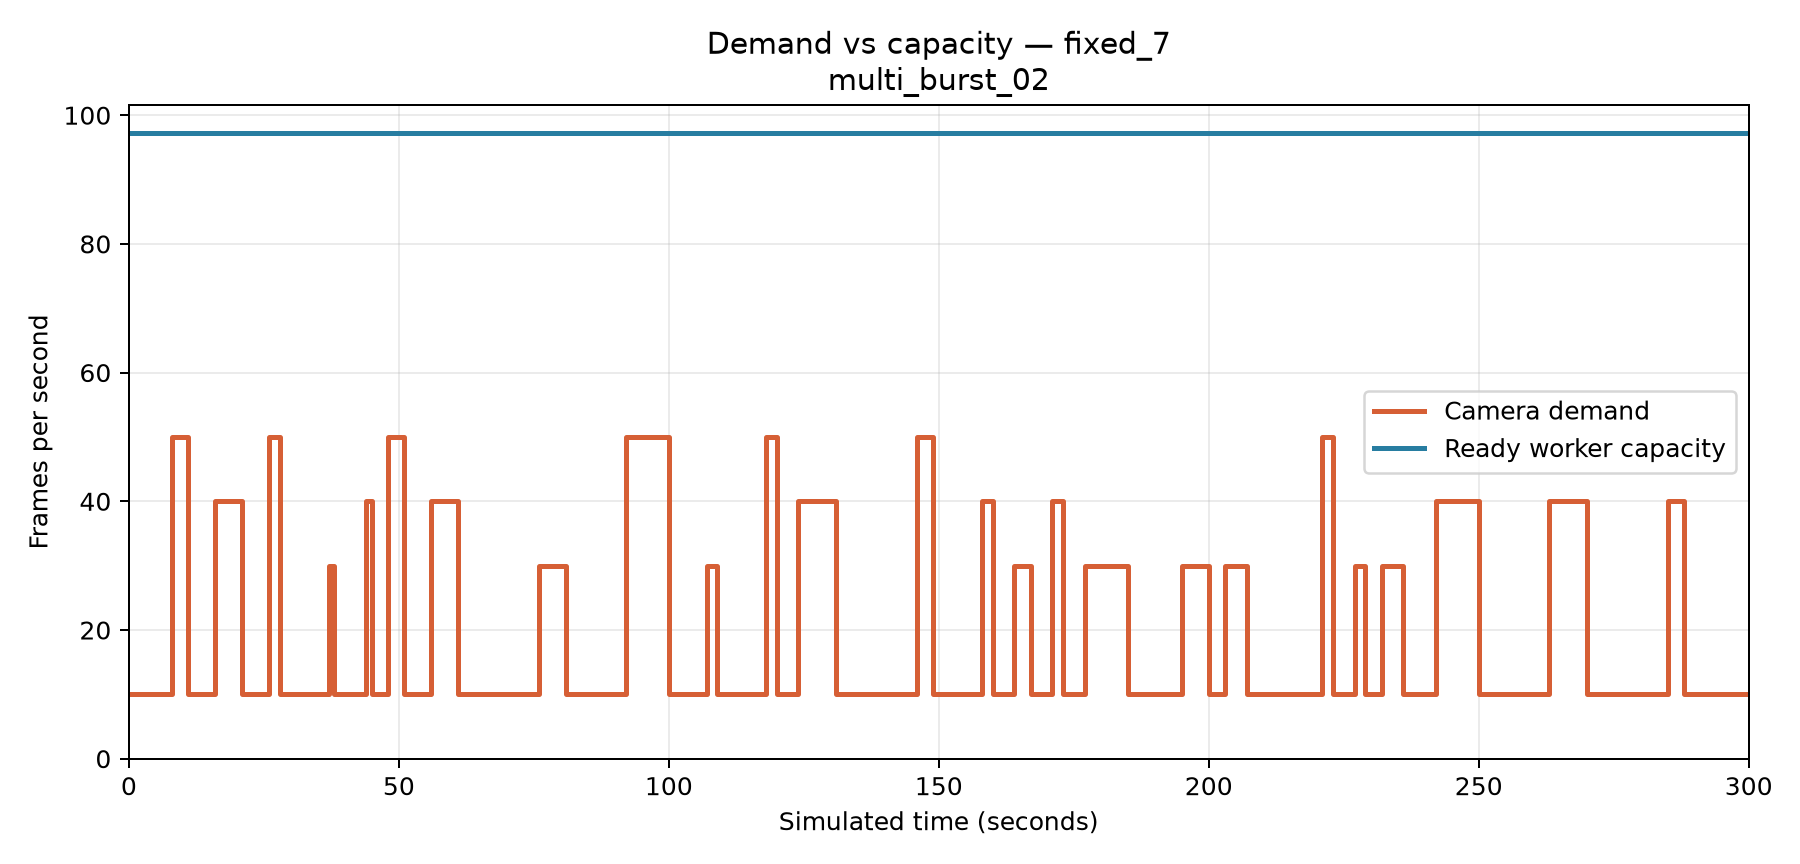 Demand vs capacity — fixed_7
multi_burst_02
100
80
60
40
20
0
Frames per second
Camera demand
Ready worker capacity
0 50 100 150 200 250 300
Simulated time (seconds)